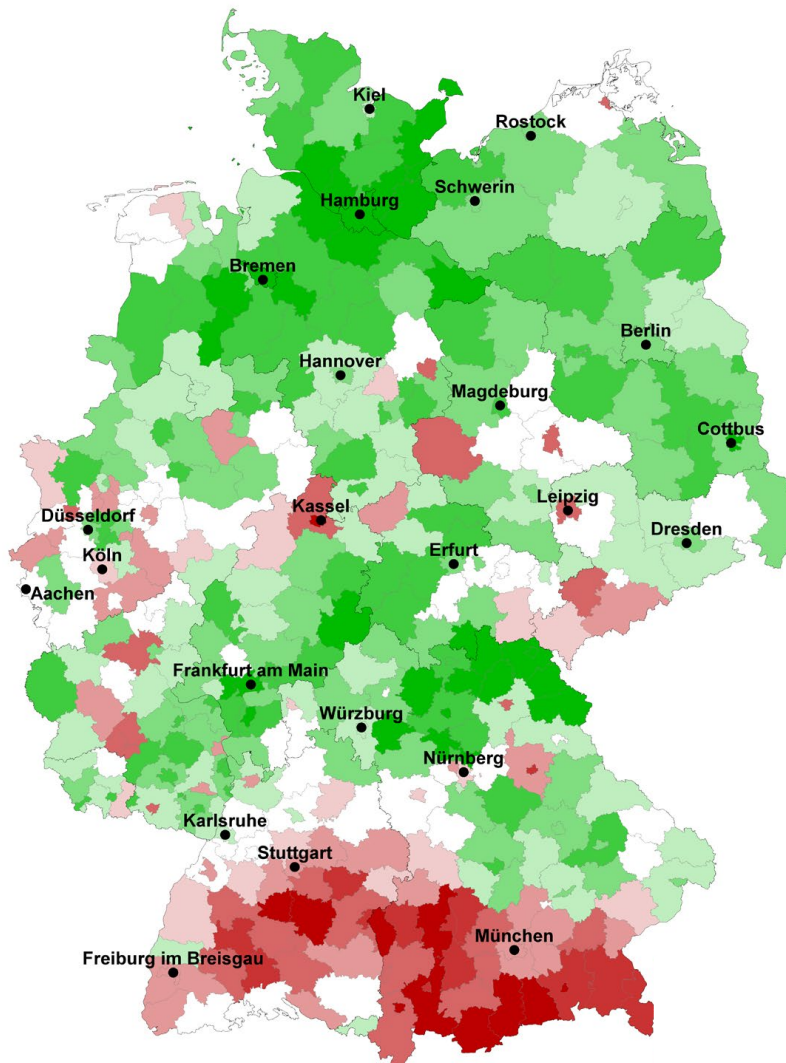 Kiel
Rostock
Schwerin
Hamburg
Bremen
Berlin
Hannover
Magdeburg
Cottbus
Kassel
Leipzig
Düsseldorf
Dresden
Köln
Erfurt
Aachen
Frankfurt am Main
Würzburg
Nürnberg
Karlsruhe
Stuttgart
München
Freiburg im Breisgau